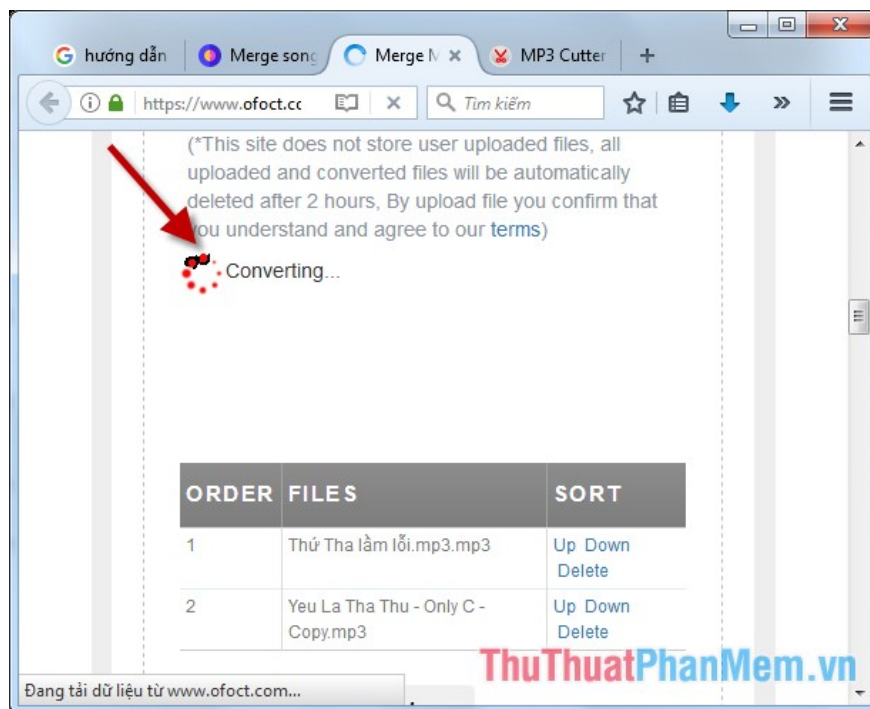 hướng dẫn
Merge song
Merge M
MP3 Cutter
https://www.ofoct.cc
Tìm kiếm
(*This site does not store user uploaded files, all
uploaded and converted files will be automatically
deleted after 2 hours, By upload file you confirm that
you understand and agree to our terms)
Converting...
ORDER FILES SORT
1 Thứ Tha lầm lỗi.mp3.mp3 Up Down
Delete
2 Yeu La Tha Thu - Only C - Up Down
Copy.mp3 Delete
ThuThuatPhanMem.vn
Đang tải dữ liệu từ www.ofoct.com...